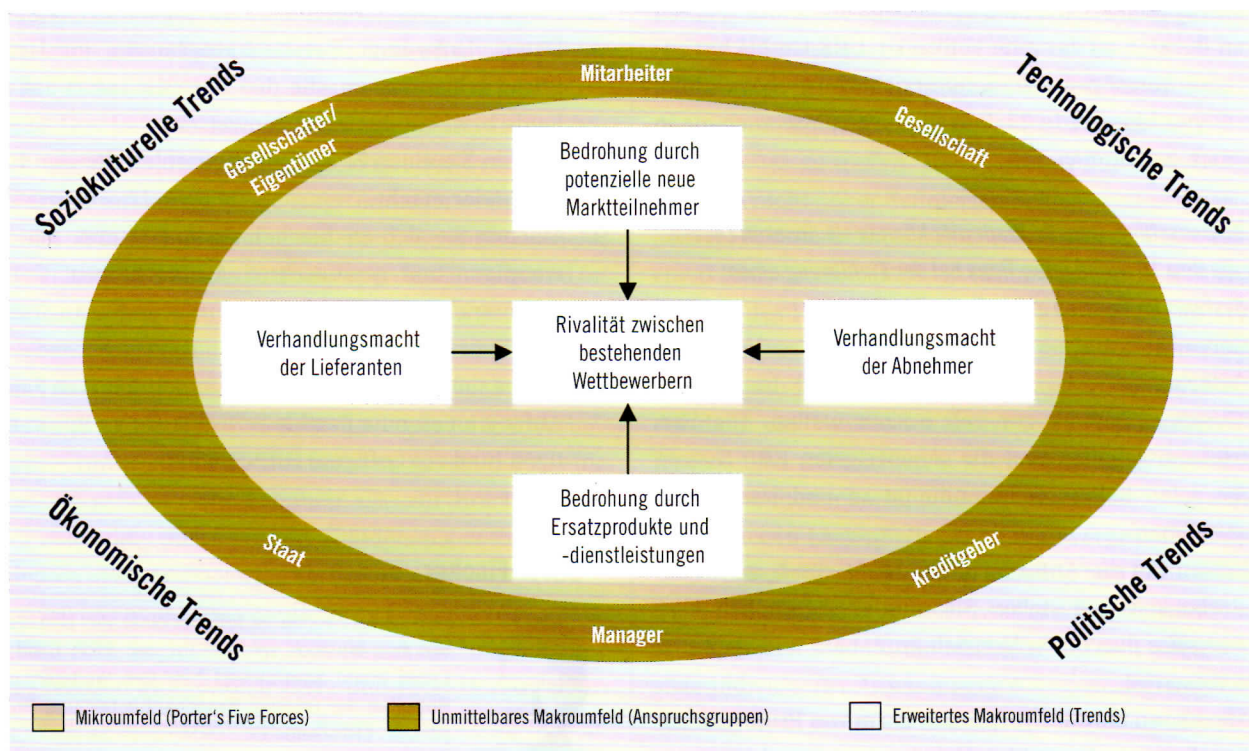 Soziokulturelle Trends
Technologische Trends
Mitarbeiter
Gesellschafter/
Eigentümer
Gesellschaft
Bedrohung durch
potenzielle neue
Marktteilnehmer
Verhandlungsmacht
der Lieferanten
Rivalität zwischen
bestehenden
Wettbewerbern
Verhandlungsmacht
der Abnehmer
Bedrohung durch
Ersatzprodukte und
-dienstleistungen
Staat
Kreditgeber
Manager
Ökonomische Trends
Politische Trends
Mikroumfeld (Porter's Five Forces)
Unmittelbares Makroumfeld (Anspruchsgruppen)
Erweitertes Makroumfeld (Trends)